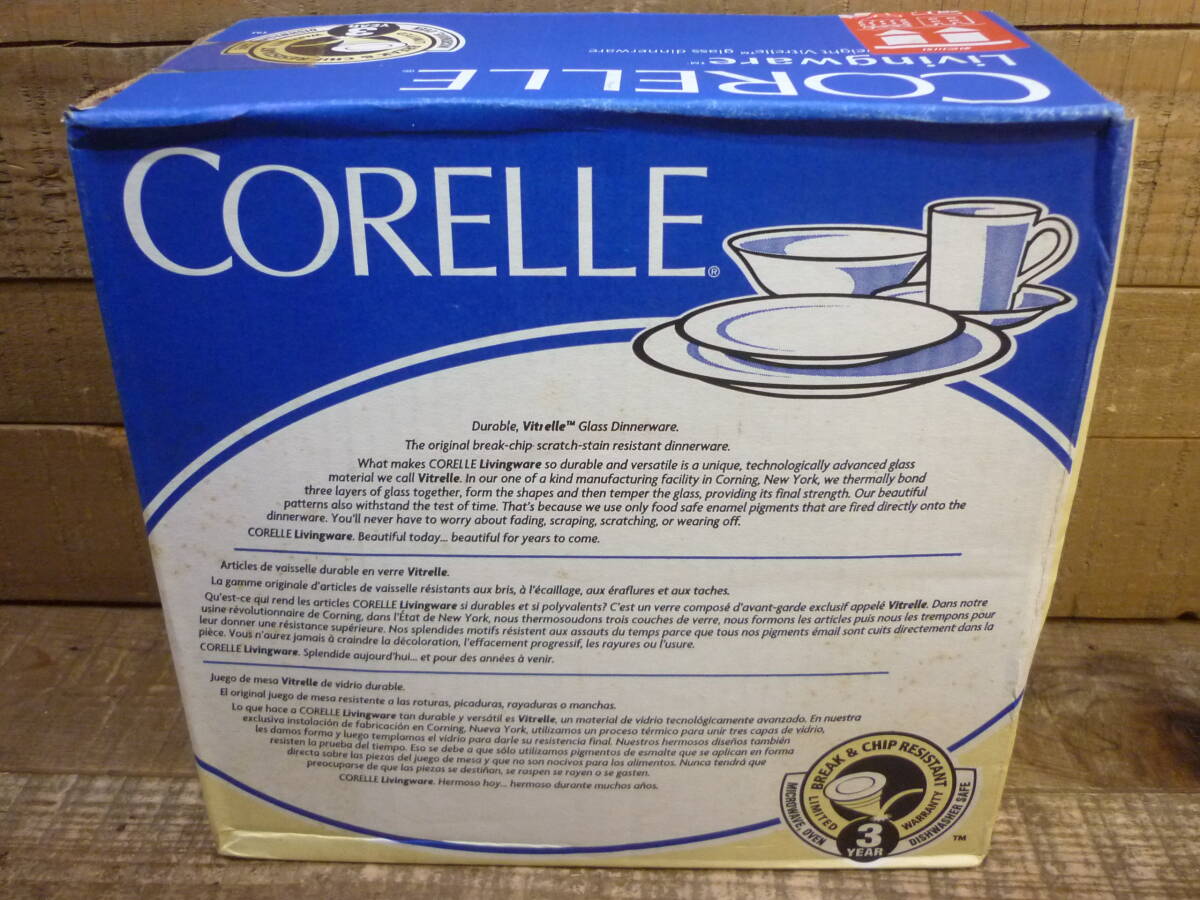 CORELLE
Livingware™
eight Vitrelle™ glass dinnerware
3
YEAR
CORELLE®
Durable, Vitrelle™ Glass Dinnerware.
The original break-chip-scratch-stain resistant dinnerware.
What makes CORELLE Livingware so durable and versatile is a unique, technologically advanced glass
material we call Vitrelle. In our one of a kind manufacturing facility in Corning, New York, we thermally bond
three layers of glass together, form the shapes and then temper the glass, providing its final strength. Our beautiful
patterns also withstand the test of time. That's because we use only food safe enamel pigments that are fired directly onto the
dinnerware. You'll never have to worry about fading, scraping, scratching, or wearing off.
CORELLE Livingware. Beautiful today... beautiful for years to come.
Articles de vaisselle durable en verre Vitrelle.
La gamme originale d'articles de vaisselle résistants aux bris, à l'écaillage, aux éraflures et aux taches.
Qu'est-ce qui rend les articles CORELLE Livingware si durables et si polyvalents? C'est un verre composé d'avant-garde exclusif appelé Vitrelle. Dans notre
usine révolutionnaire de Corning, dans l'État de New York, nous thermosoudons trois couches de verre, nous formons les articles puis nous les trempons pour
leur donner une résistance supérieure. Nos splendides motifs résistent aux assauts du temps parce que tous nos pigments émail sont cuits directement dans la
pièce. Vous n'aurez jamais à craindre la décoloration, l'effacement progressif, les rayures ou l'usure.
CORELLE Livingware. Splendide aujourd'hui... et pour des années à venir.
Juego de mesa Vitrelle de vidrio durable.
El original juego de mesa resistente a las roturas, picaduras, rayaduras o manchas.
Lo que hace a CORELLE Livingware tan durable y versátil es Vitrelle, un material de vidrio tecnológicamente avanzado. En nuestra
exclusiva instalación de fabricación en Corning, Nueva York, utilizamos un proceso térmico para unir tres capas de vidrio,
les damos forma y luego templamos el vidrio para darle su resistencia final. Nuestros hermosos diseños también
resisten la prueba del tiempo. Eso se debe a que sólo utilizamos pigmentos de esmalte que se aplican en forma
directa sobre las piezas del juego de mesa y que no son nocivos para los alimentos. Nunca tendrá que
preocuparse de que las piezas se destiñan, se raspen se rayen o se gasten.
CORELLE Livingware. Hermoso hoy... hermoso durante muchos años.
BREAK & CHIP RESISTANT
LIMITED WARRANTY
3
YEAR
MICROWAVE, OVEN
DISHWASHER SAFE
™